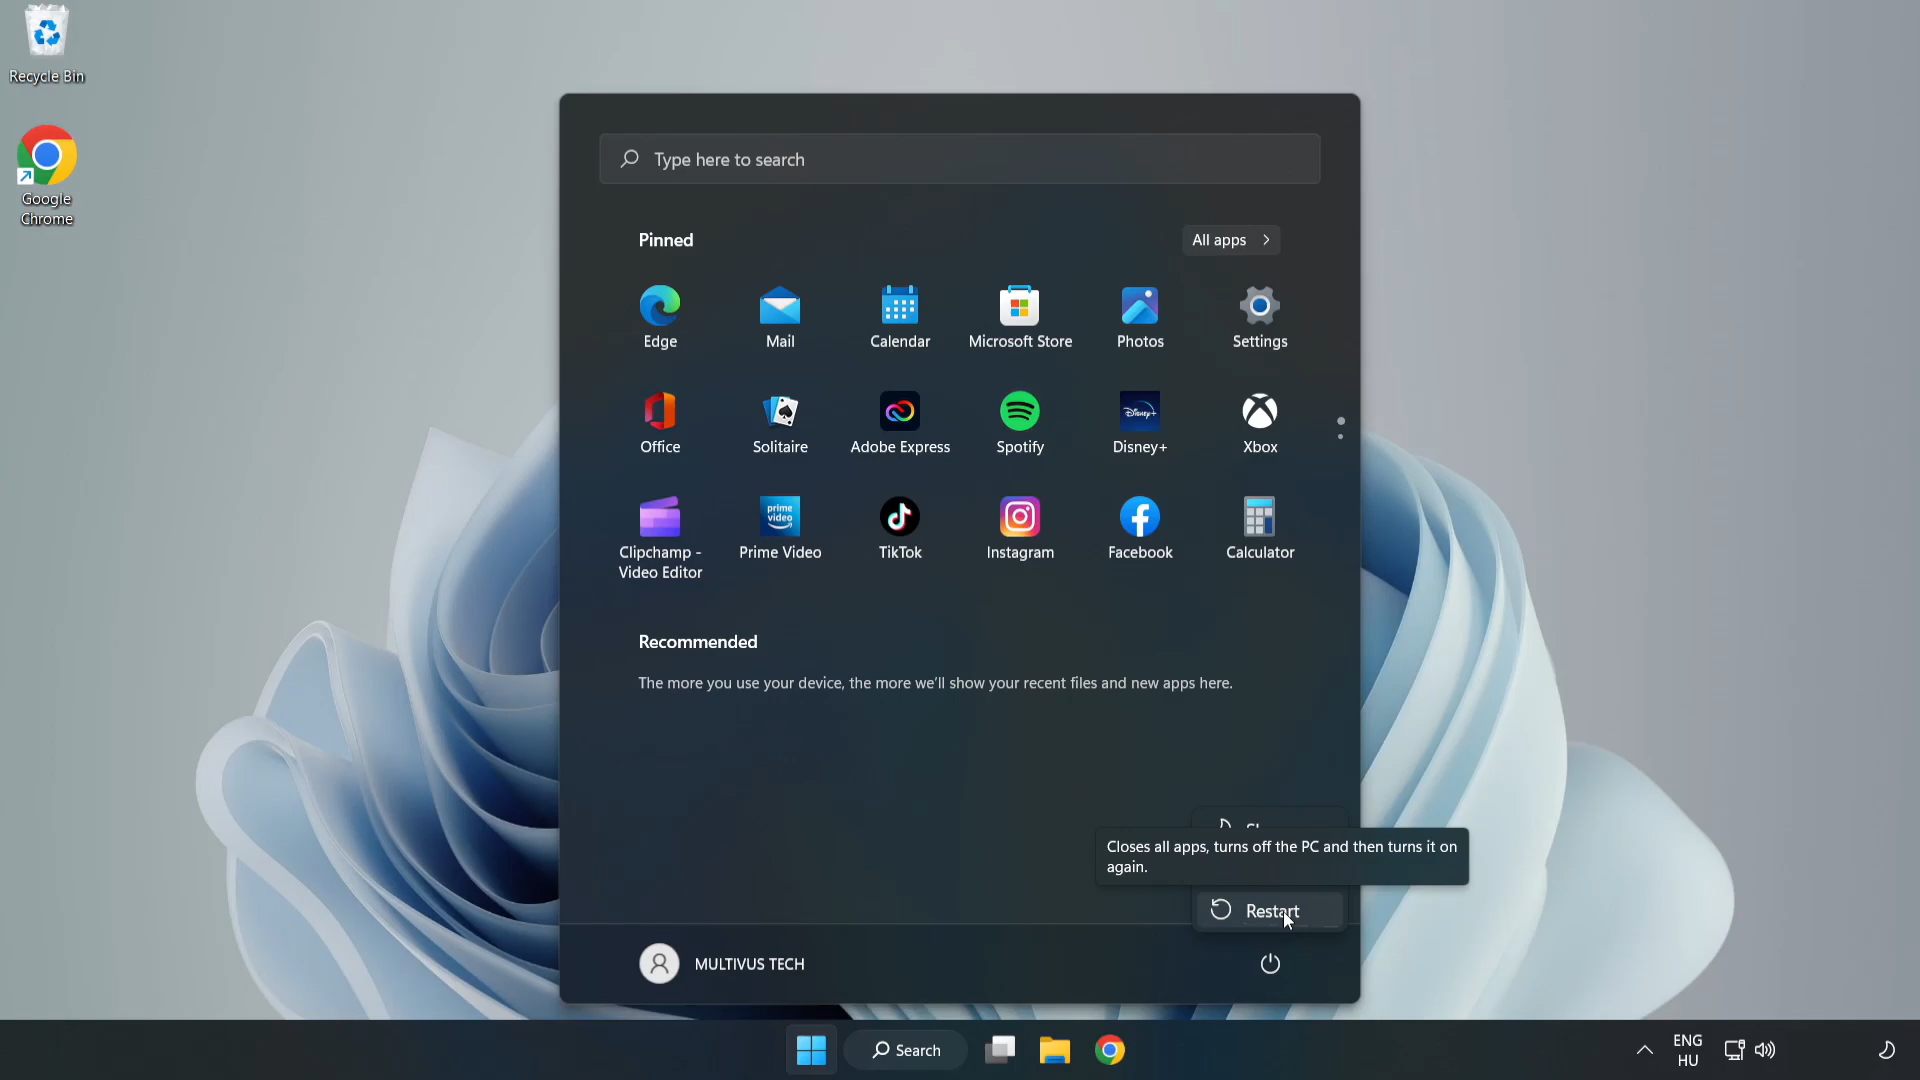 Recycle Bin
Google
Chrome
Type here to search
Pinned
All apps
Edge
Mail
Calendar
Microsoft Store
Photos
Settings
Office
Solitaire
Adobe Express
Spotify
Disney+
Disney+
Xbox
Clipchamp -
Video Editor
prime
video
Prime Video
TikTok
Instagram
Facebook
Calculator
Recommended
The more you use your device, the more we'll show your recent files and new apps here.
Closes all apps, turns off the PC and then turns it on
again.
Restart
MULTIVUS TECH
Search
ENG
HU